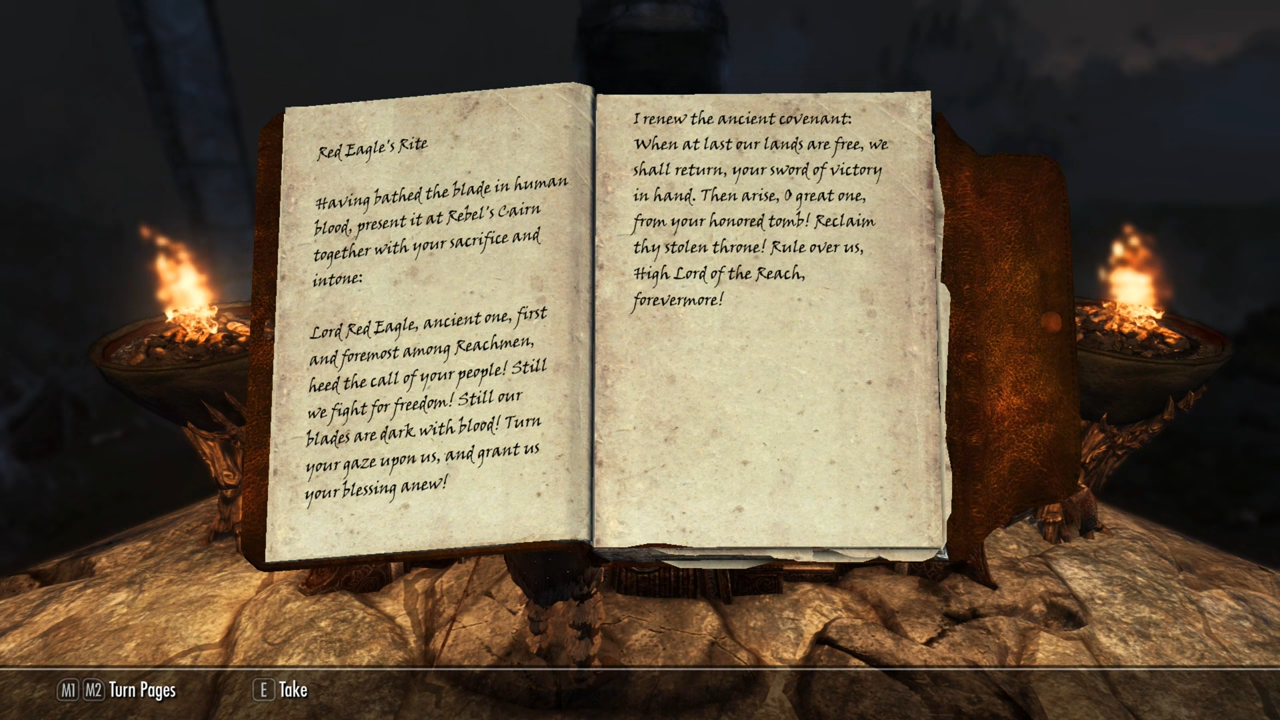 Red Eagle's Rite
Having bathed the blade in human
blood, present it at Rebel's Cairn
together with your sacrifice and
intone:
Lord Red Eagle, ancient one, first
and foremost among Reachmen,
heed the call of your people! Still
we fight for freedom! Still our
blades are dark with blood! Turn
your gaze upon us, and grant us
your blessing anew!
I renew the ancient covenant:
When at last our lands are free, we
shall return, your sword of victory
in hand. Then arise, O great one,
from your honored tomb! Reclaim
thy stolen throne! Rule over us,
High Lord of the Reach,
forevermore!
M1 M2 Turn Pages
E Take